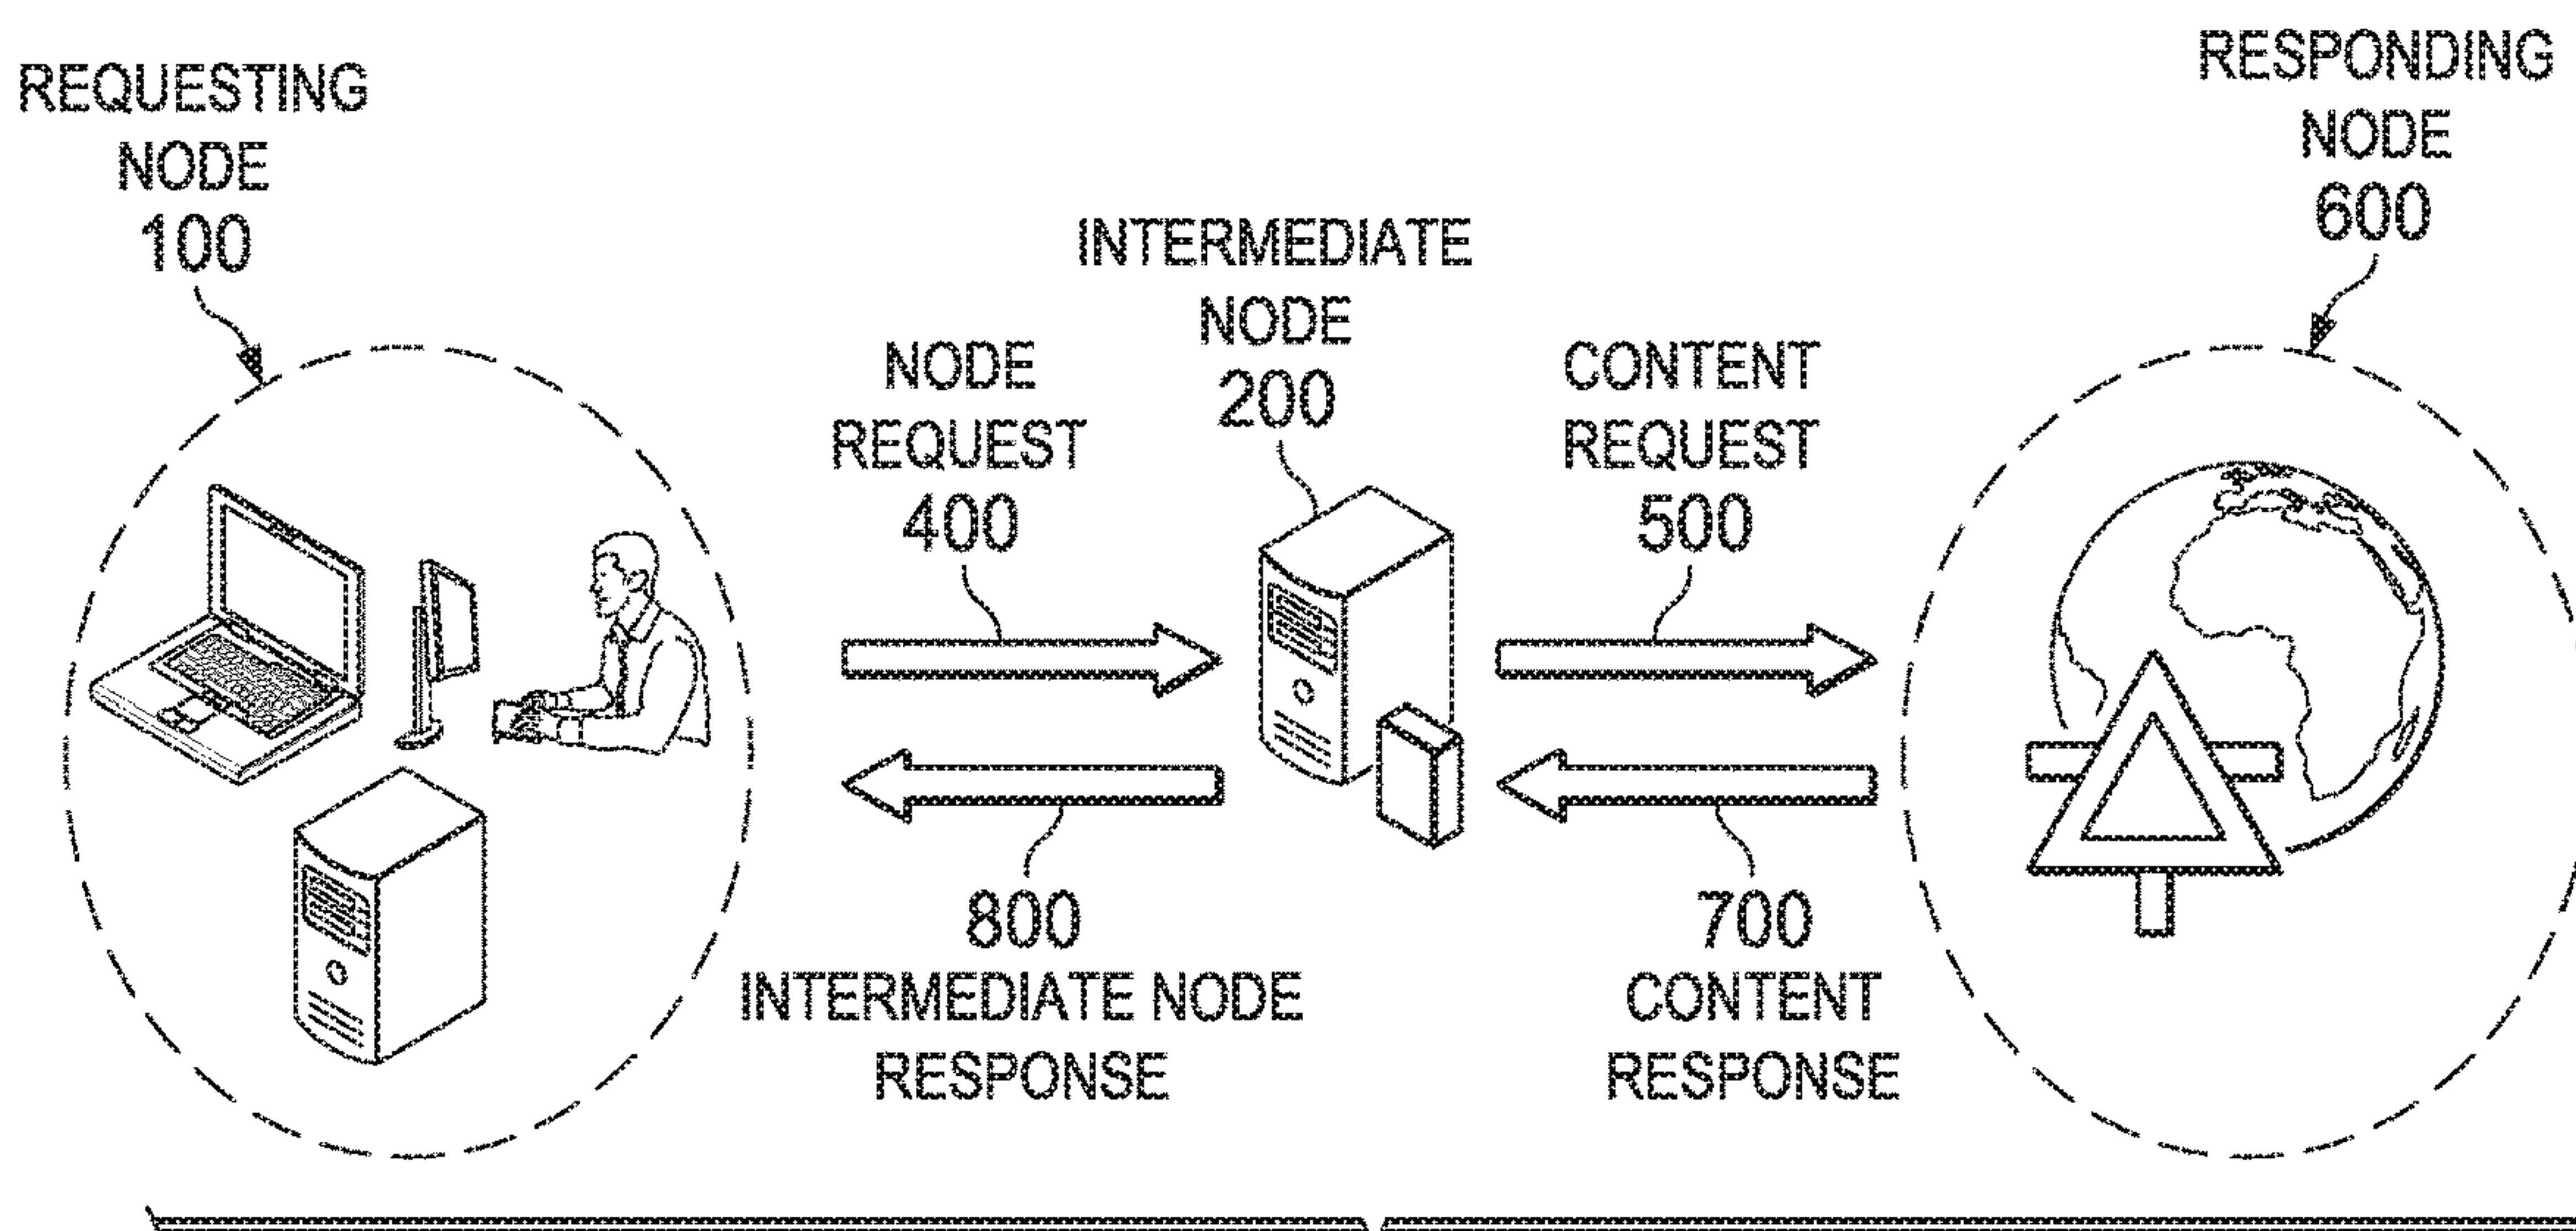 REQUESTING
NODE
100
RESPONDING
NODE
600
INTERMEDIATE
NODE
200
NODE
REQUEST
400
CONTENT
REQUEST
500
800
INTERMEDIATE NODE
RESPONSE
700
CONTENT
RESPONSE